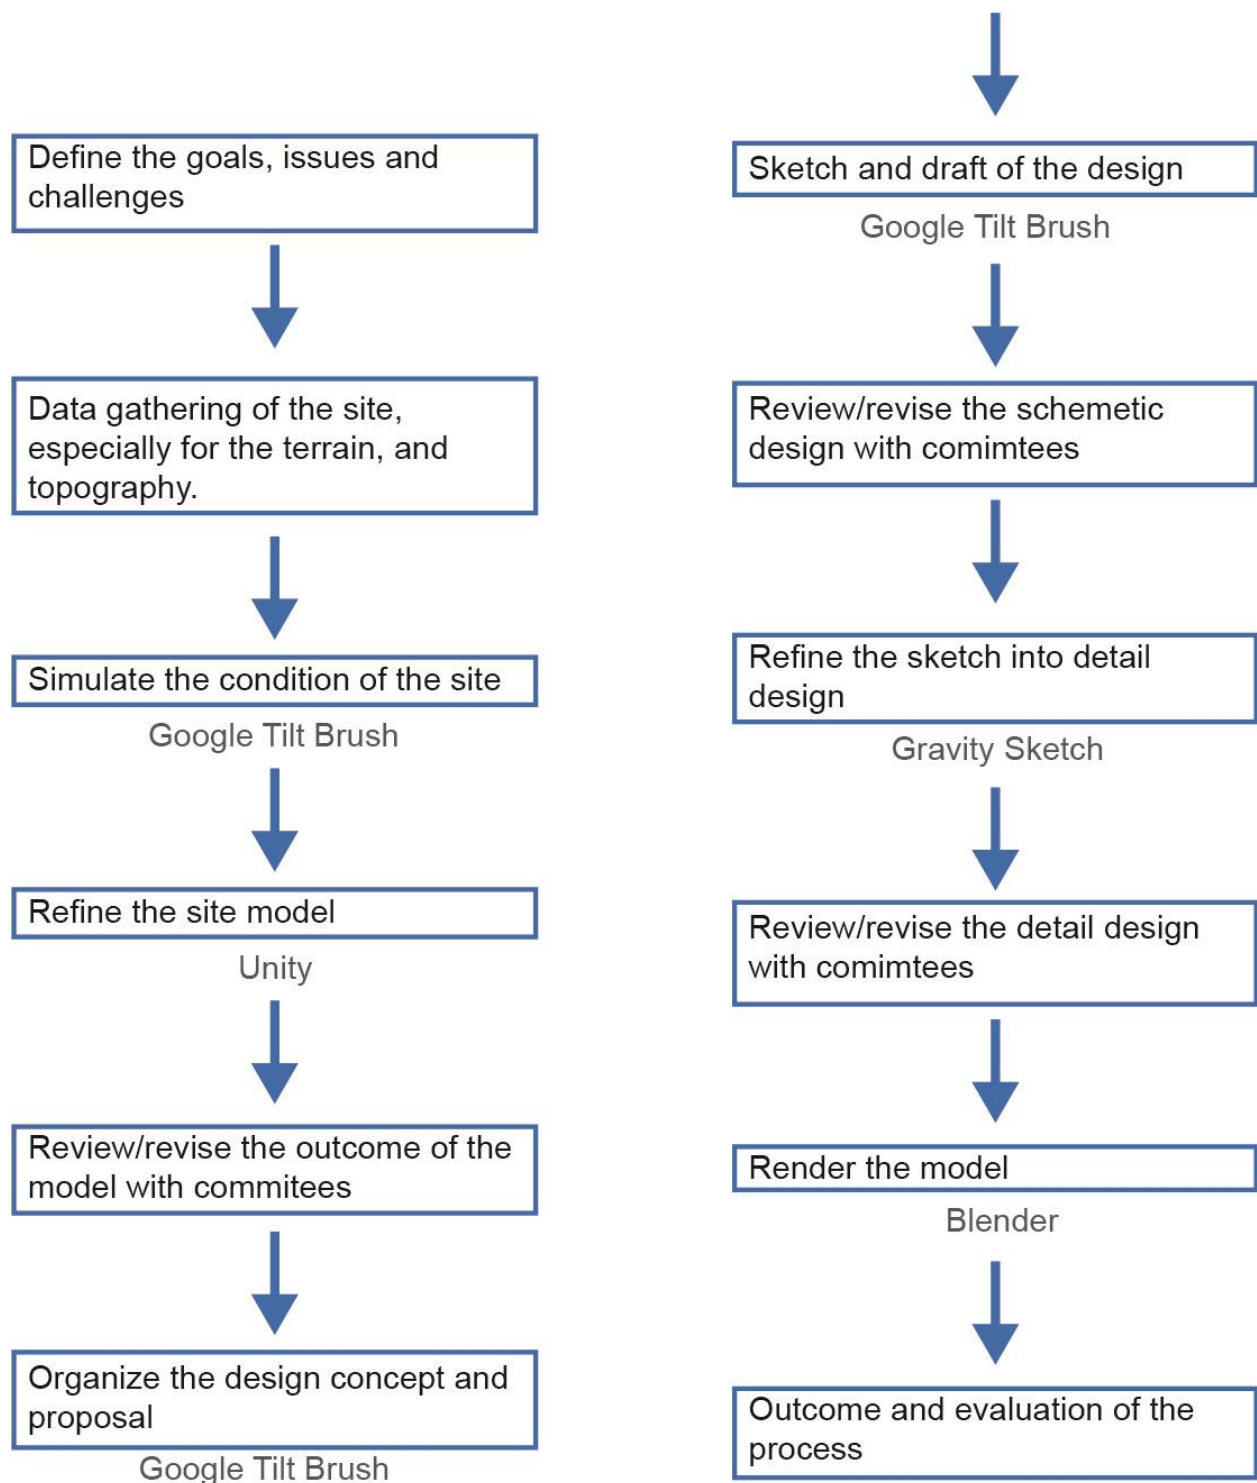 Define the goals, issues and
challenges
Data gathering of the site,
especially for the terrain, and
topography.
Simulate the condition of the site
Google Tilt Brush
Refine the site model
Unity
Review/revise the outcome of the
model with commitees
Organize the design concept and
proposal
Google Tilt Brush
Sketch and draft of the design
Google Tilt Brush
Review/revise the schemetic
design with comimtees
Refine the sketch into detail
design
Gravity Sketch
Review/revise the detail design
with comimtees
Render the model
Blender
Outcome and evaluation of the
process